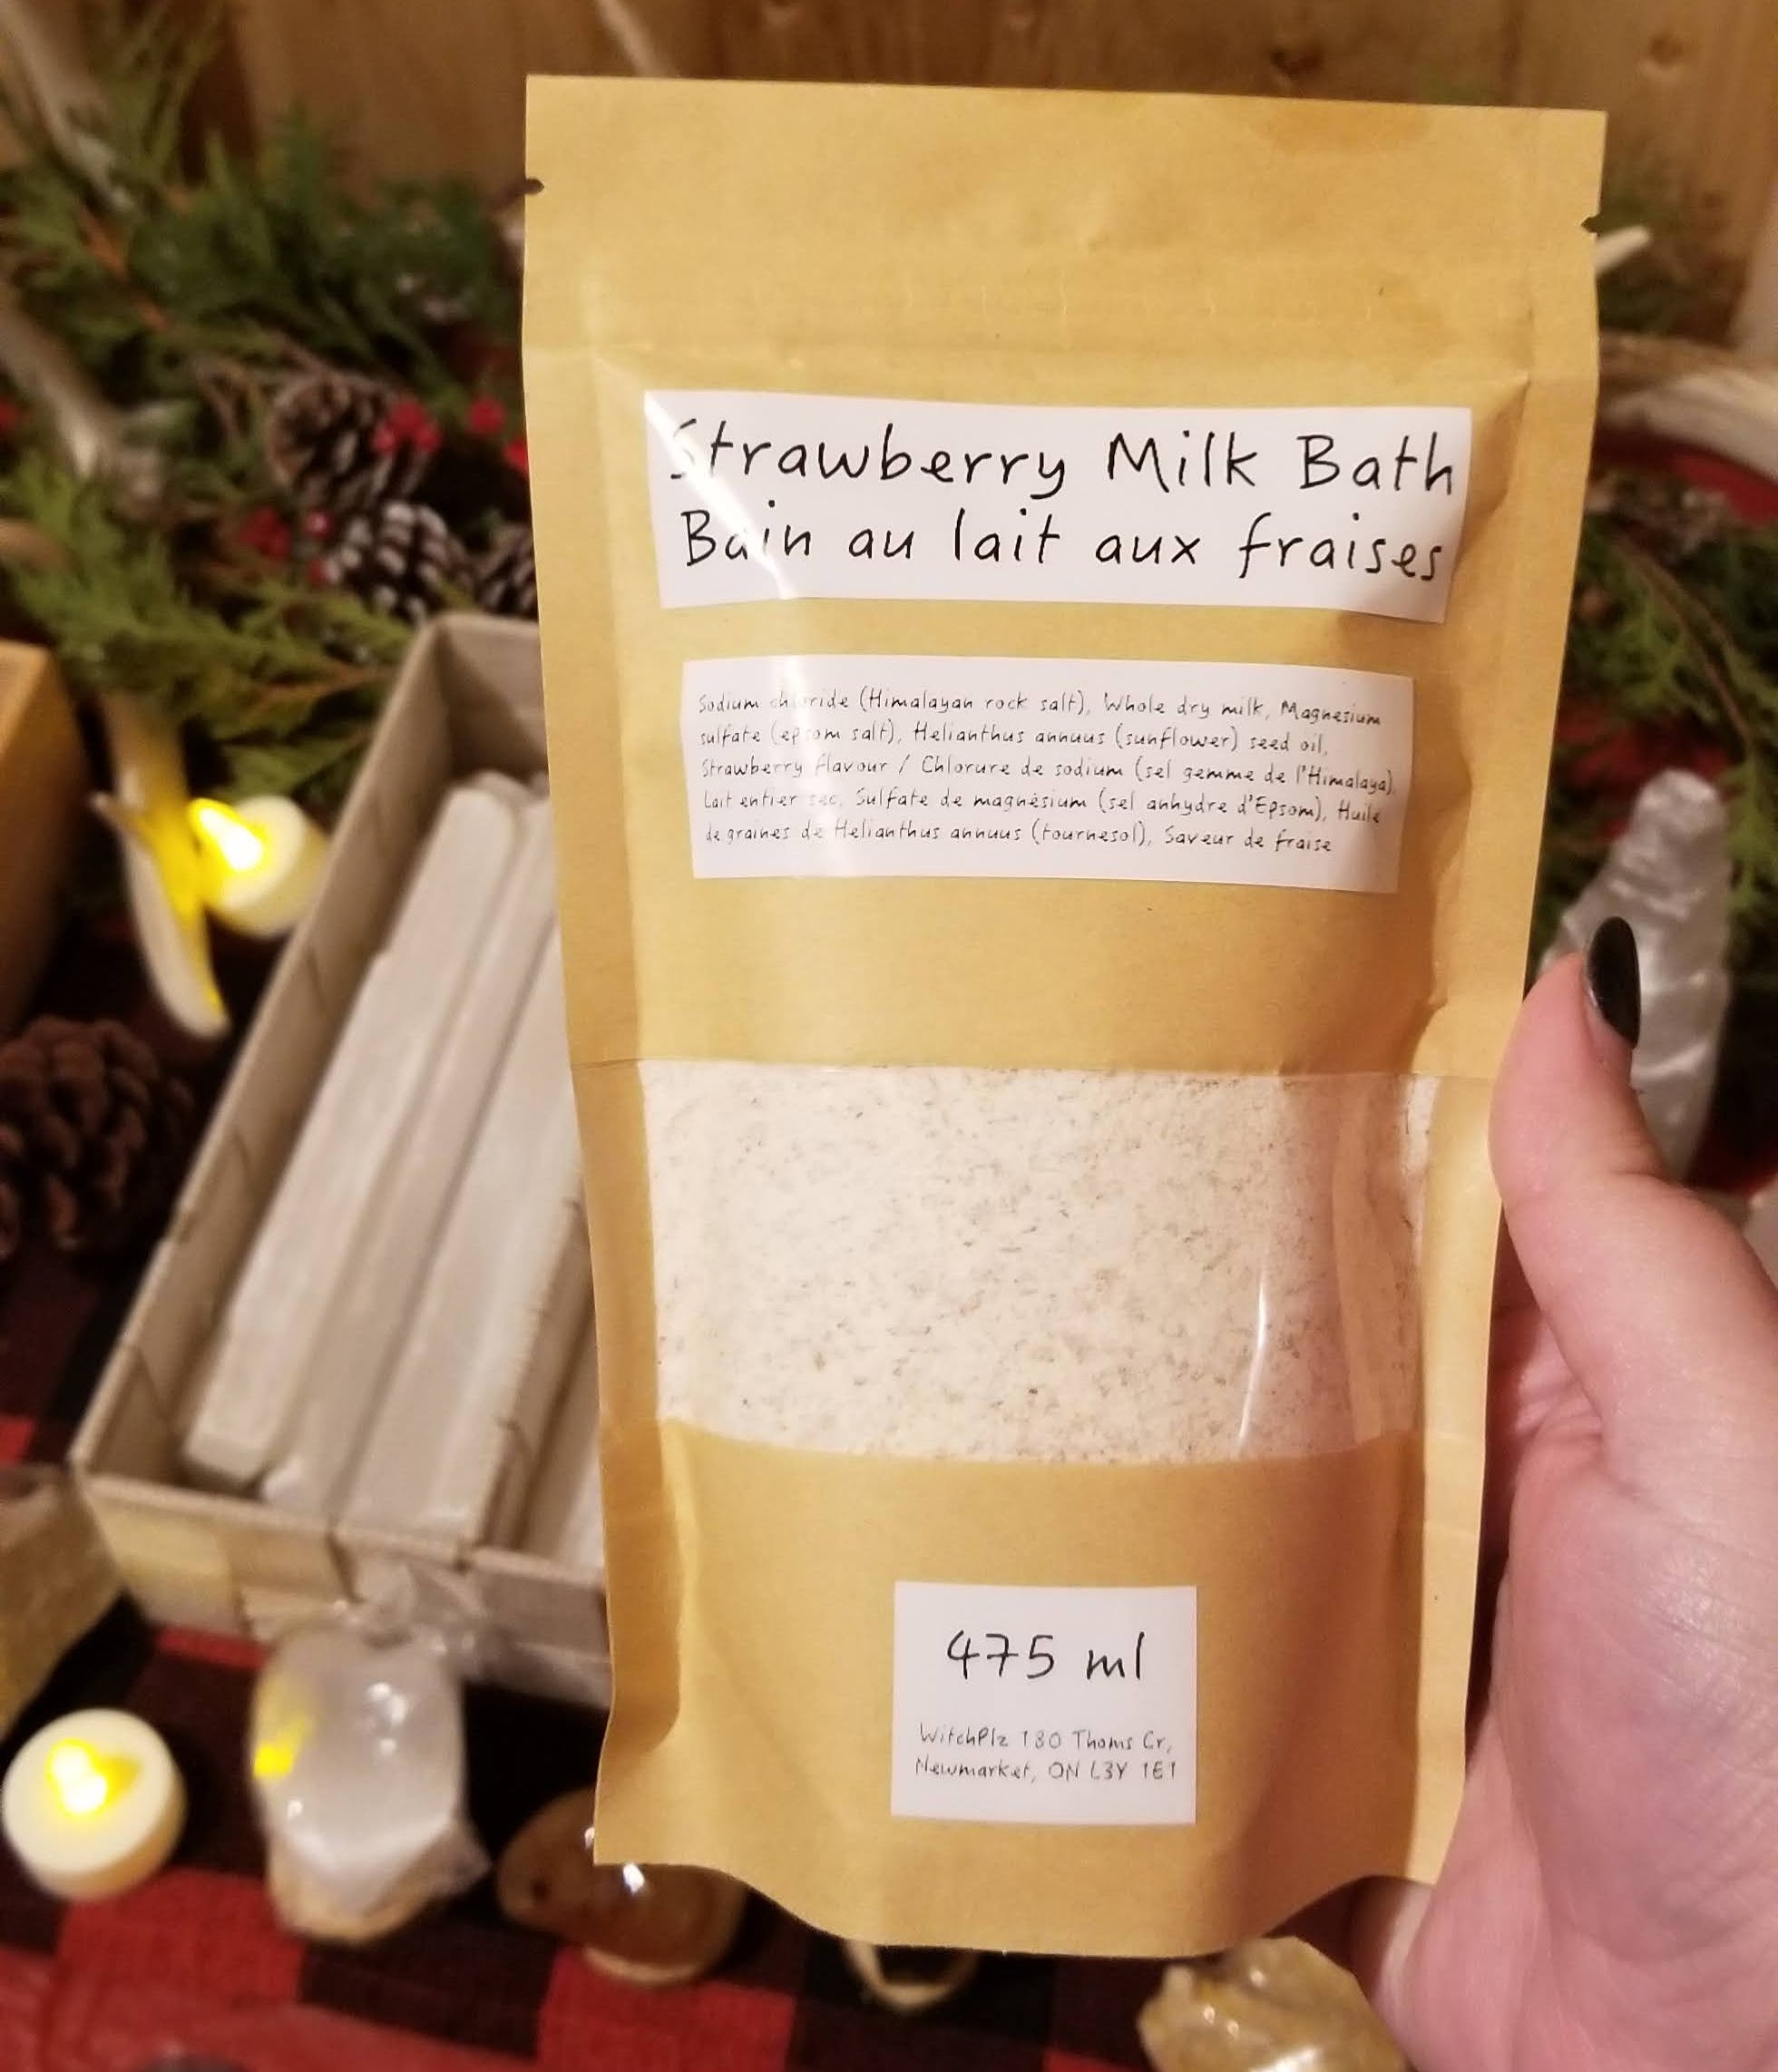 Strawberry Milk Bath
Bain au lait aux fraises
Sodium chloride (Himalayan rock salt), Whole dry milk, Magnesium
sulfate (epsom salt), Helianthus annuus (sunflower) seed oil,
Strawberry flavour / Chlorure de sodium (sel gemme de l'Himalaya),
Lait entier sec, Sulfate de magnésium (sel anhydre d'Epsom), Huile
de graines de Helianthus annuus (tournesol), Saveur de fraise
475 ml
WitchPlz 130 Thoms Cr,
Newmarket, ON L3Y 1E1